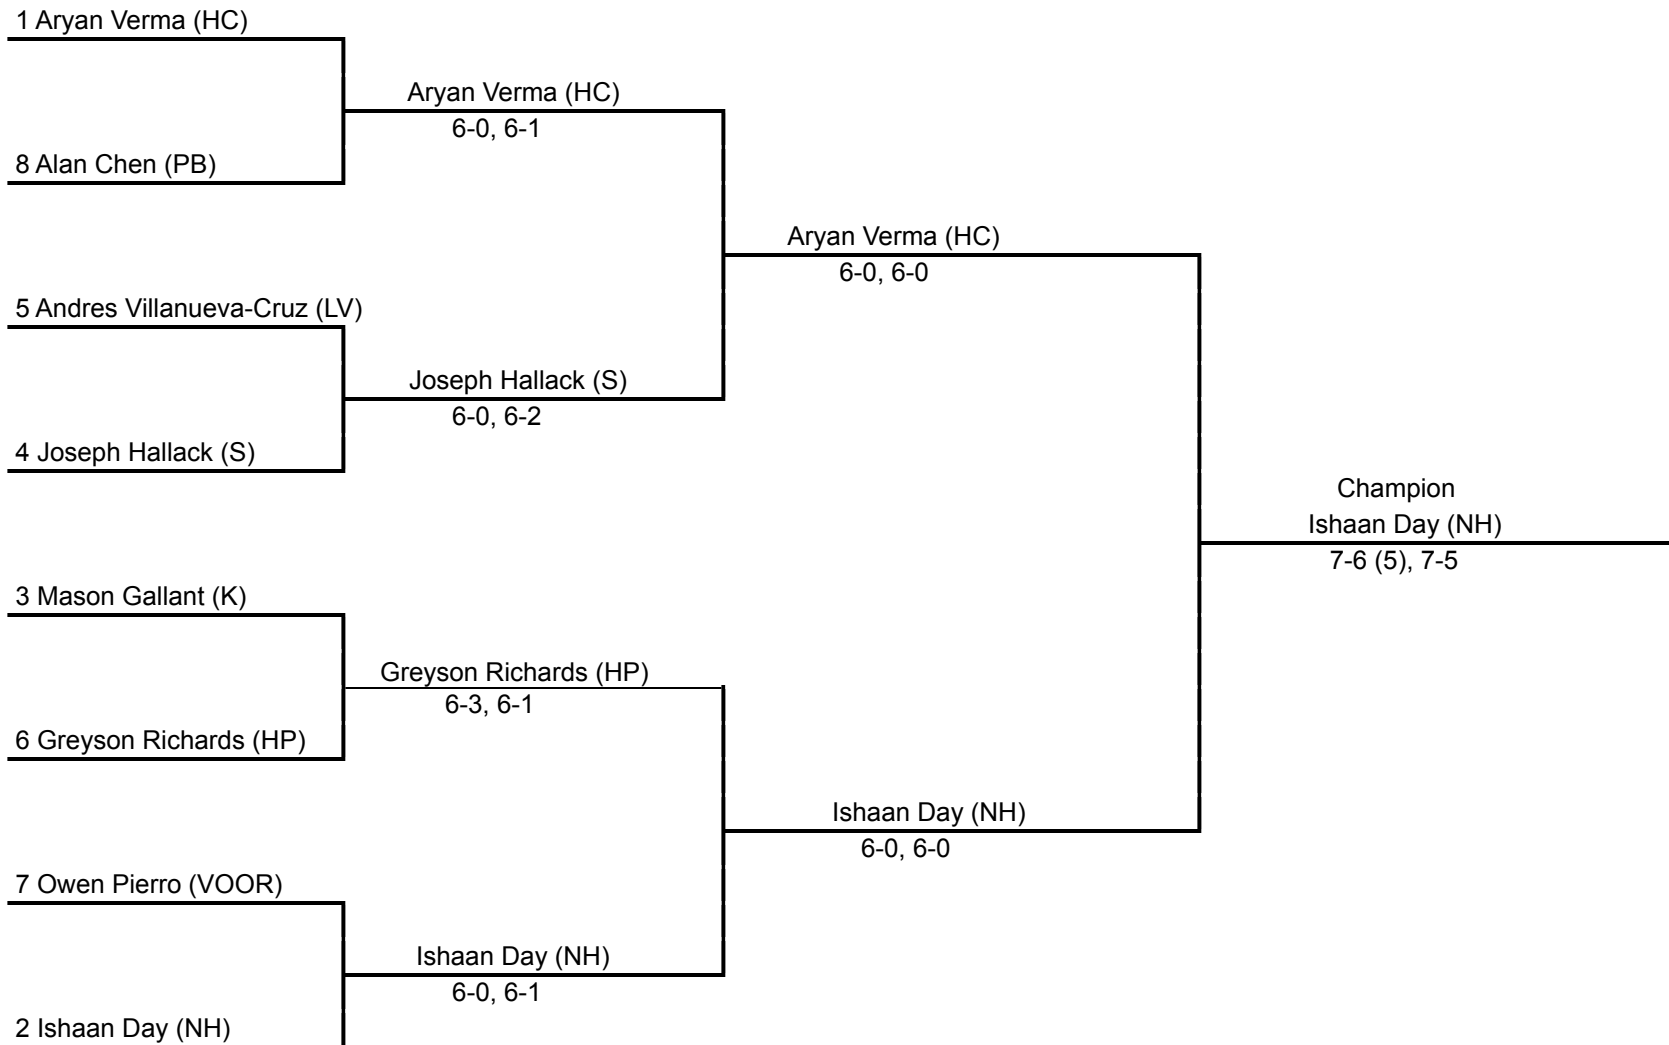 1 Aryan Verma (HC)
Aryan Verma (HC)
6-0, 6-1
8 Alan Chen (PB)
Aryan Verma (HC)
6-0, 6-0
5 Andres Villanueva-Cruz (LV)
Joseph Hallack (S)
6-0, 6-2
4 Joseph Hallack (S)
Champion
Ishaan Day (NH)
7-6 (5), 7-5
3 Mason Gallant (K)
Greyson Richards (HP)
6-3, 6-1
6 Greyson Richards (HP)
Ishaan Day (NH)
6-0, 6-0
7 Owen Pierro (VOOR)
Ishaan Day (NH)
6-0, 6-1
2 Ishaan Day (NH)